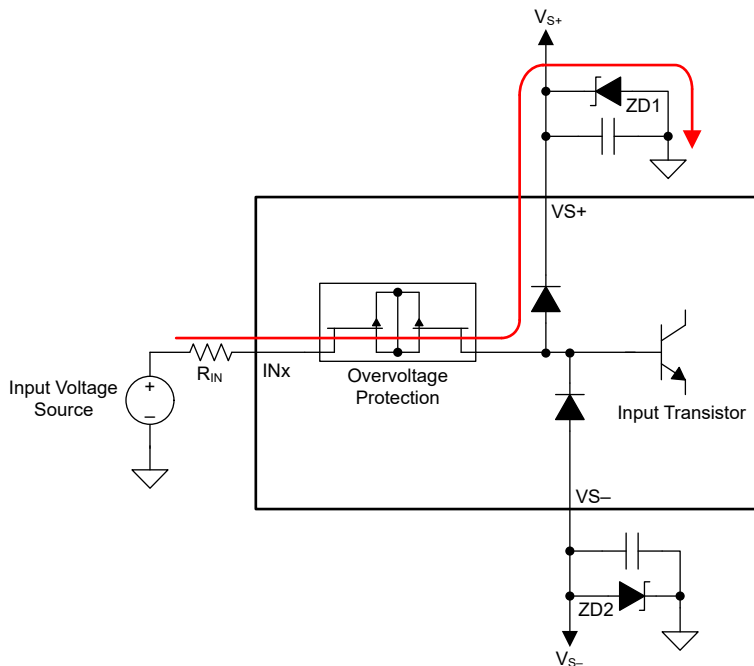 VS+
ZD1
VS+
RIN
INx
Overvoltage
Protection
Input Voltage
Source
+
–
Input Transistor
VS–
ZD2
VS–